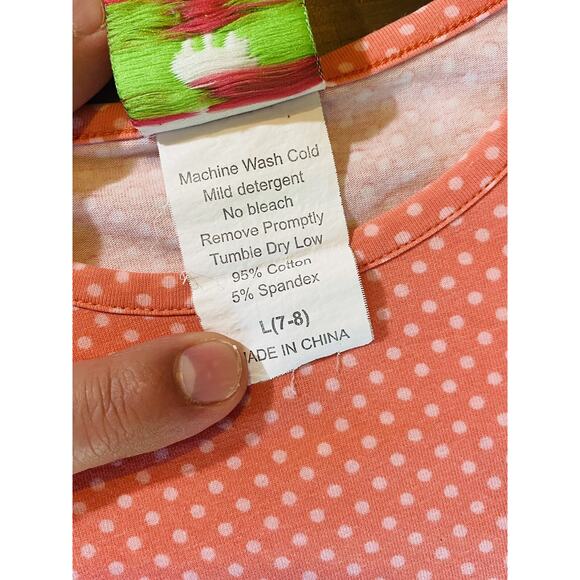 Machine Wash Cold
Mild detergent
No bleach
Remove Promptly
Tumble Dry Low
95% Cotton
5% Spandex
L(7-8)
MADE IN CHINA